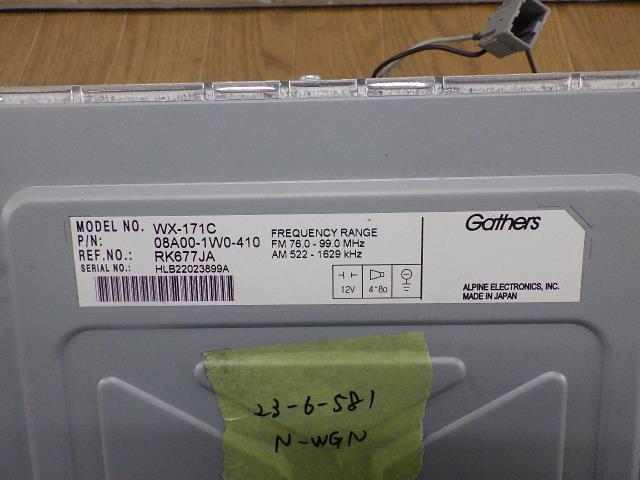 MODEL NO. WX-171C
P/N: 08A00-1W0-410
REF.NO.: RK677JA
SERIAL NO.: HLB22023899A
FREQUENCY RANGE
FM 76.0 - 99.0 MHz
AM 522 - 1629 kHz
12V 4~8Ω
Gathers
ALPINE ELECTRONICS, INC.
MADE IN JAPAN
23-6-581
N-WGN